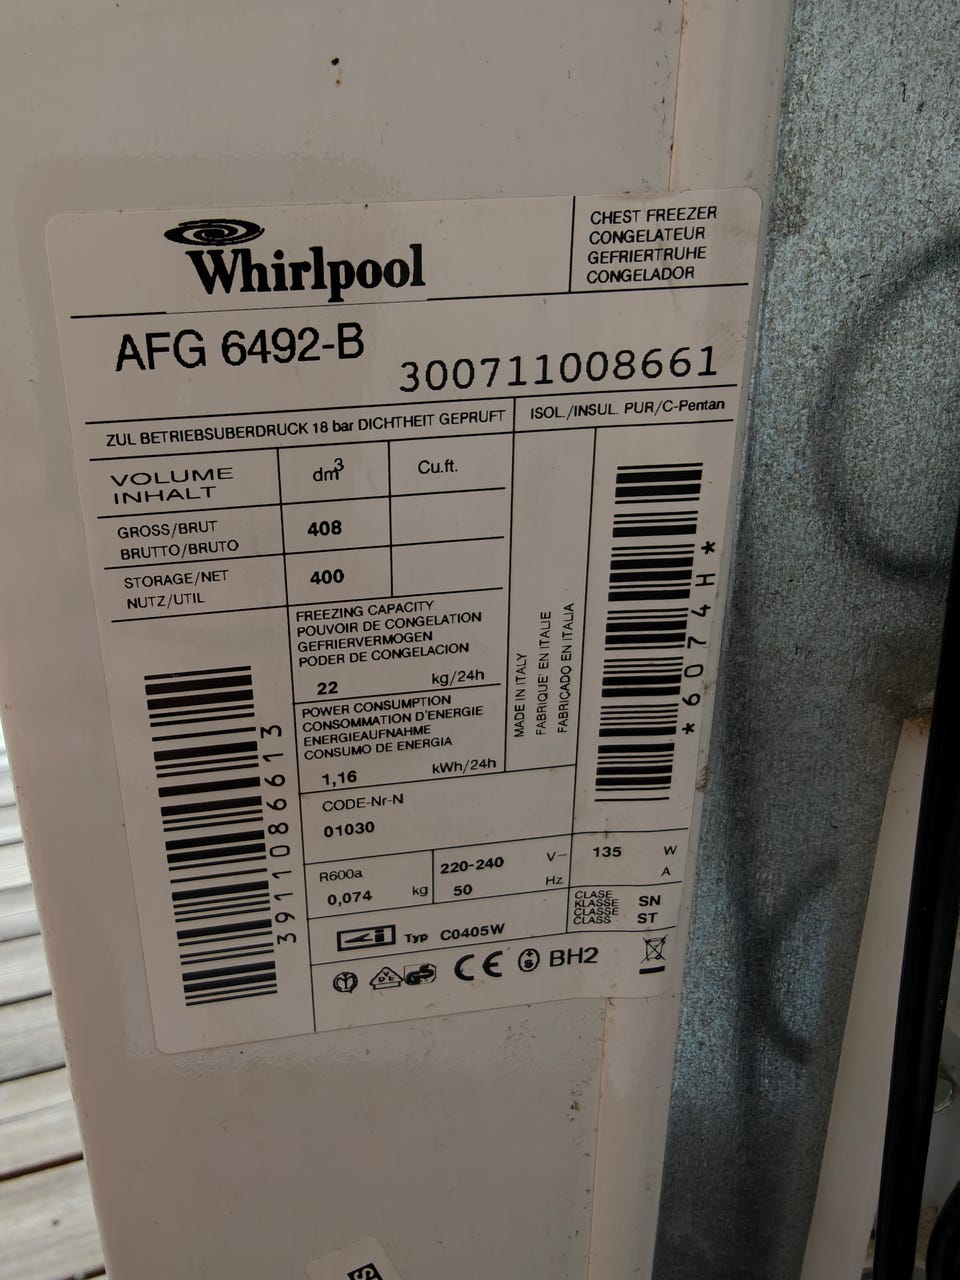 Whirlpool
CHEST FREEZER
CONGELATEUR
GEFRIERTRUHE
CONGELADOR
AFG 6492-B
300711008661
ZUL BETRIEBSUBERDRUCK 18 bar DICHTHEIT GEPRUFT
ISOL./INSUL. PUR/C-Pentan
VOLUME
INHALT
dm3
Cu.ft.
GROSS/BRUT
BRUTTO/BRUTO
408
STORAGE/NET
NUTZ/UTIL
400
FREEZING CAPACITY
POUVOIR DE CONGELATION
GEFRIERVERMOGEN
PODER DE CONGELACION
22 kg/24h
POWER CONSUMPTION
CONSOMMATION D'ENERGIE
ENERGIEAUFNAHME
CONSUMO DE ENERGIA
1,16 kWh/24h
MADE IN ITALY
FABRIQUE' EN ITALIE
FABRICADO EN ITALIA
*6074H*
3911086613
CODE-Nr-N
01030
R600a
0,074 kg
220-240 V~
50 Hz
135 W
A
CLASE
KLASSE
CLASSE
CLASS
SN
ST
Typ C0405W
VDE
GS
CE
S
BH2